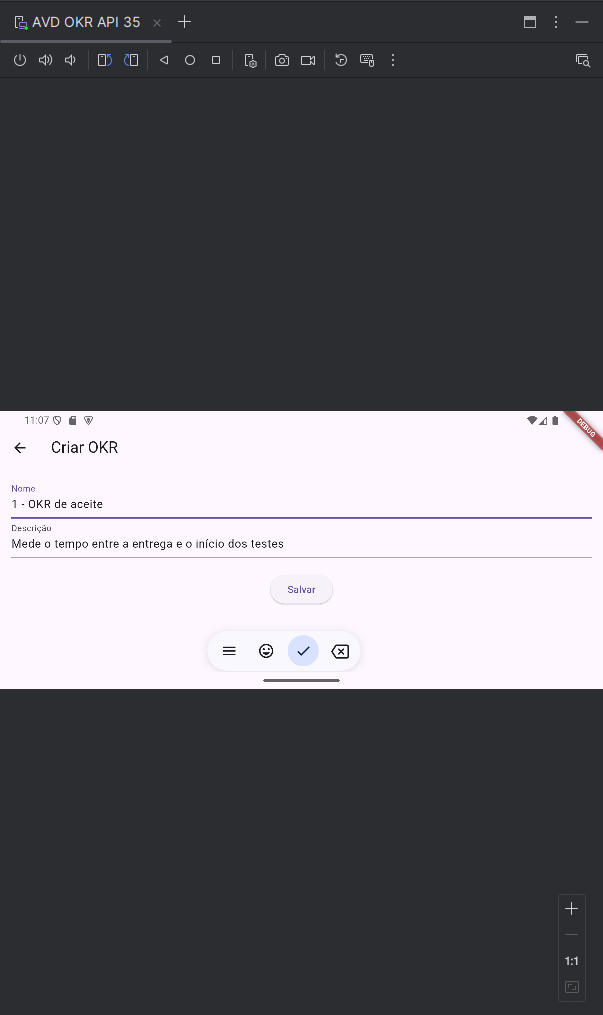 AVD OKR API 35
11:07
DEBUG
Criar OKR
Nome
1 - OKR de aceite
Descrição
Mede o tempo entre a entrega e o início dos testes
Salvar
1:1